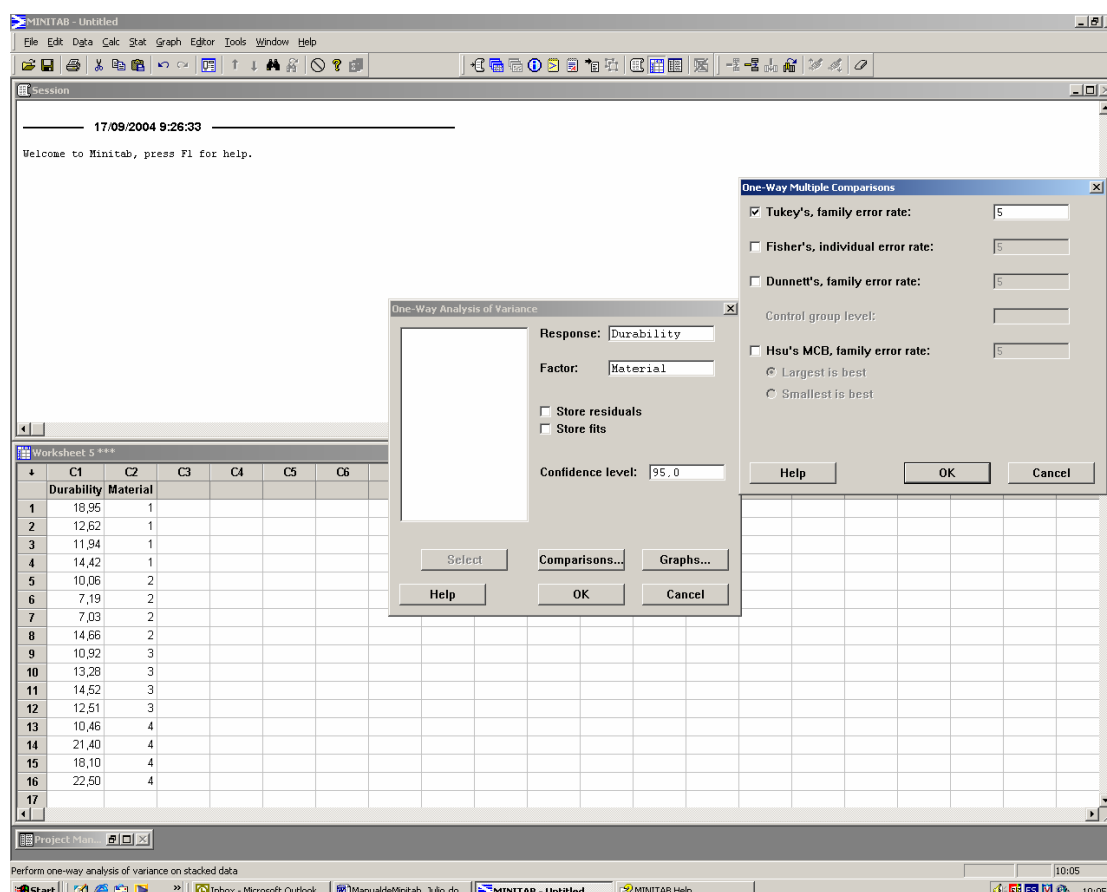 MINITAB - Untitled
File Edit Data Calc Stat Graph Editor Tools Window Help
Session
17/09/2004 9:26:33
Welcome to Minitab, press F1 for help.
One-Way Multiple Comparisons
Tukey's, family error rate: 5
Fisher's, individual error rate: 5
Dunnett's, family error rate: 5
Control group level:
Hsu's MCB, family error rate: 5
Largest is best
Smallest is best
Help OK Cancel
One-Way Analysis of Variance
Response: Durability
Factor: Material
Store residuals
Store fits
Confidence level: 95,0
Select Comparisons... Graphs...
Help OK Cancel
Worksheet 5 ***
C1 C2 C3 C4 C5 C6
Durability Material
1 18,95 1
2 12,62 1
3 11,94 1
4 14,42 1
5 10,06 2
6 7,19 2
7 7,03 2
8 14,66 2
9 10,92 3
10 13,28 3
11 14,52 3
12 12,51 3
13 10,46 4
14 21,40 4
15 18,10 4
16 22,50 4
17
Project Man...
Perform one-way analysis of variance on stacked data 10:05
Start » Inbox - Microsoft Outlook ManualdeMinitab_Julio.do... MINITAB - Untitled MINITAB Help ES 10:05